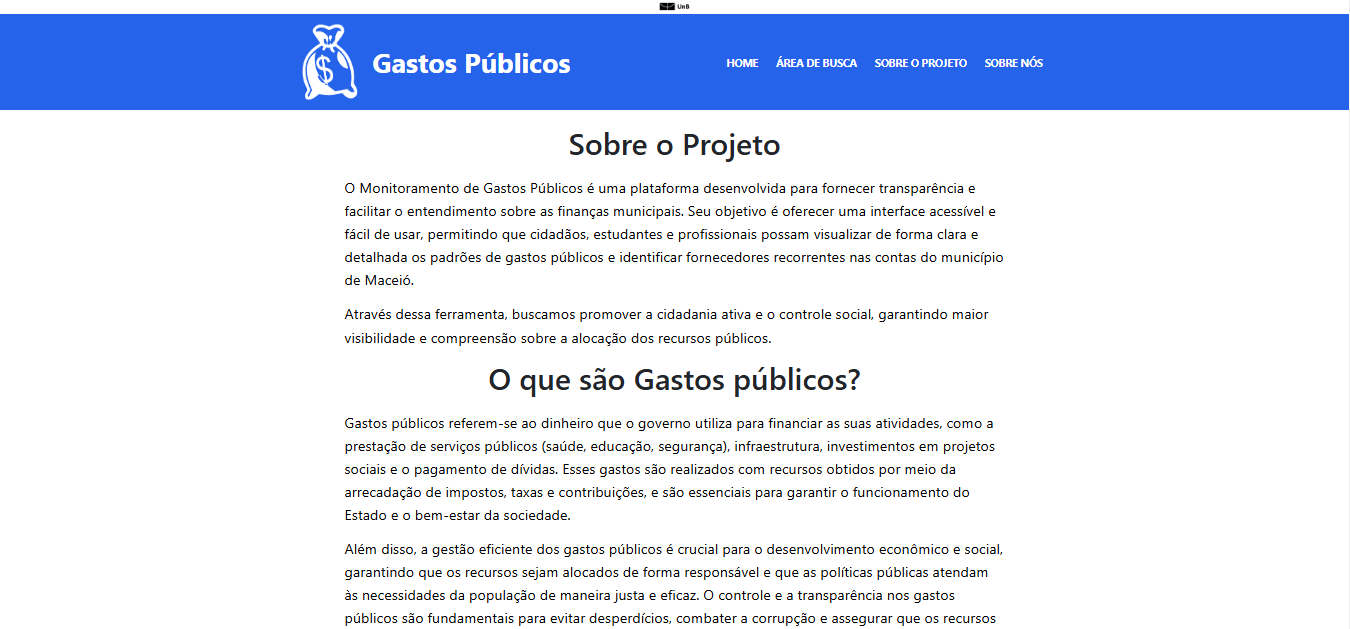 UnB
Gastos Públicos
HOME ÁREA DE BUSCA SOBRE O PROJETO SOBRE NÓS
Sobre o Projeto
O Monitoramento de Gastos Públicos é uma plataforma desenvolvida para fornecer transparência e
facilitar o entendimento sobre as finanças municipais. Seu objetivo é oferecer uma interface acessível e
fácil de usar, permitindo que cidadãos, estudantes e profissionais possam visualizar de forma clara e
detalhada os padrões de gastos públicos e identificar fornecedores recorrentes nas contas do município
de Maceió.
Através dessa ferramenta, buscamos promover a cidadania ativa e o controle social, garantindo maior
visibilidade e compreensão sobre a alocação dos recursos públicos.
O que são Gastos públicos?
Gastos públicos referem-se ao dinheiro que o governo utiliza para financiar as suas atividades, como a
prestação de serviços públicos (saúde, educação, segurança), infraestrutura, investimentos em projetos
sociais e o pagamento de dívidas. Esses gastos são realizados com recursos obtidos por meio da
arrecadação de impostos, taxas e contribuições, e são essenciais para garantir o funcionamento do
Estado e o bem-estar da sociedade.
Além disso, a gestão eficiente dos gastos públicos é crucial para o desenvolvimento econômico e social,
garantindo que os recursos sejam alocados de forma responsável e que as políticas públicas atendam
às necessidades da população de maneira justa e eficaz. O controle e a transparência nos gastos
públicos são fundamentais para evitar desperdícios, combater a corrupção e assegurar que os recursos